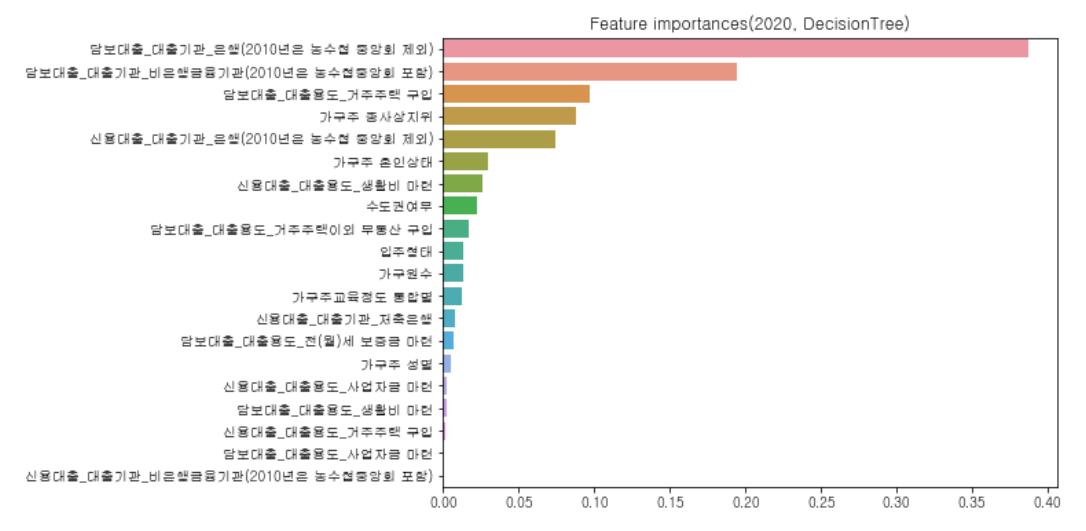 Feature importances(2020, DecisionTree)
담보대출_대출기관_은행(2010년은 농수협 중앙회 제외)
담보대출_대출기관_비은행금융기관(2010년은 농수협중앙회 포함)
담보대출_대출용도_거주주택 구입
가구주 종사상지위
신용대출_대출기관_은행(2010년은 농수협 중앙회 제외)
가구주 혼인상태
신용대출_대출용도_생활비 마련
수도권여부
담보대출_대출용도_거주주택이외 부동산 구입
입주형태
가구원수
가구주교육정도 통합별
신용대출_대출기관_저축은행
담보대출_대출용도_전(월)세 보증금 마련
가구주 성별
신용대출_대출용도_사업자금 마련
담보대출_대출용도_생활비 마련
신용대출_대출용도_거주주택 구입
담보대출_대출용도_사업자금 마련
신용대출_대출기관_비은행금융기관(2010년은 농수협중앙회 포함)
0.00 0.05 0.10 0.15 0.20 0.25 0.30 0.35 0.40